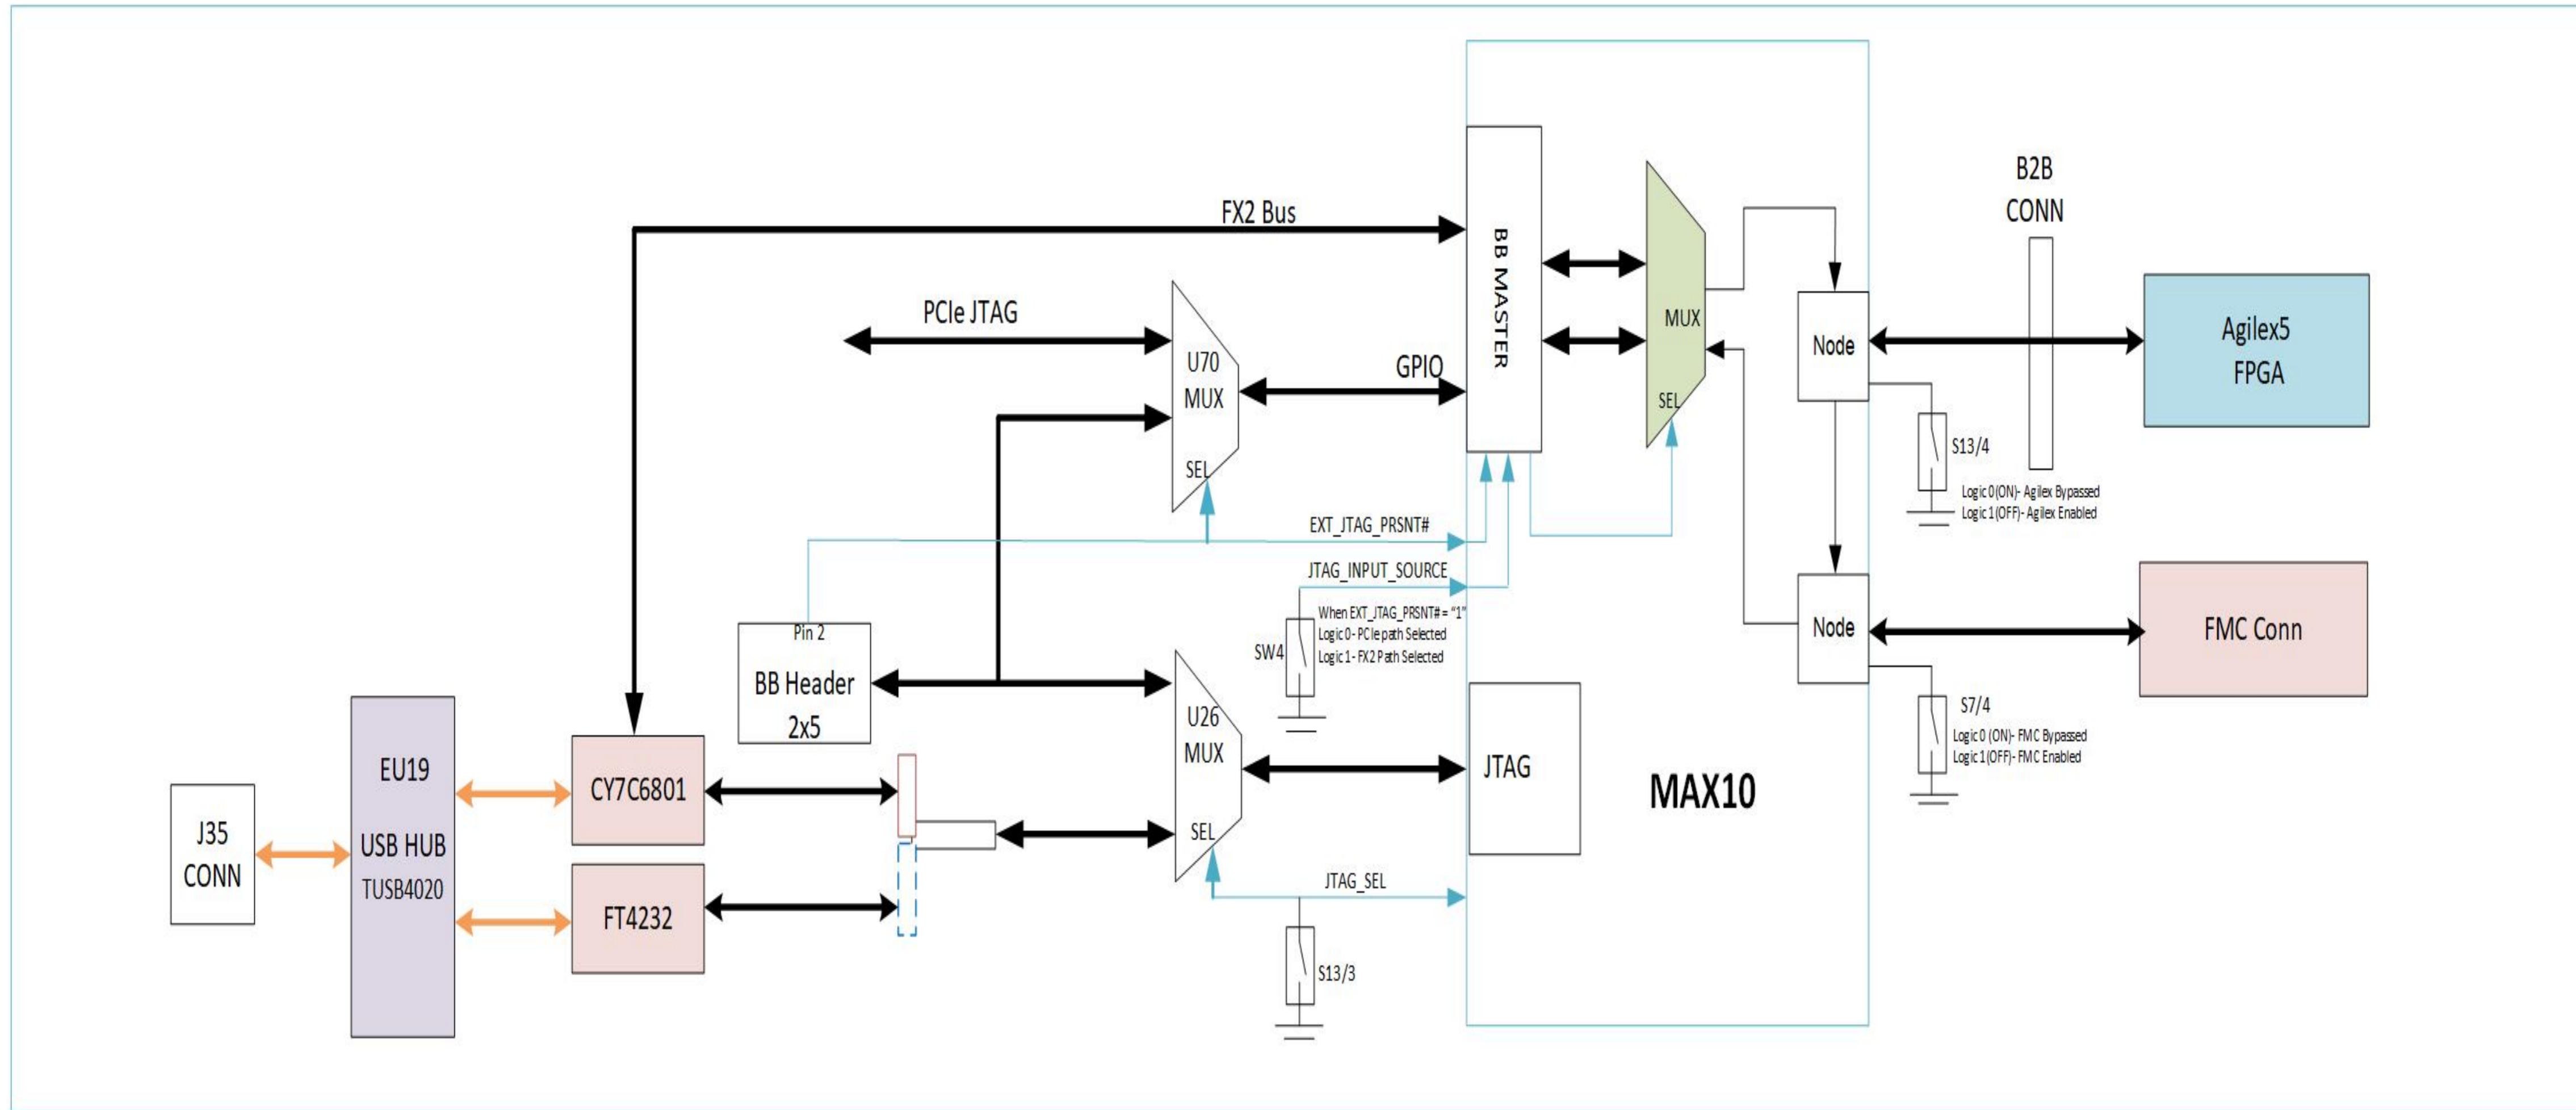 B2B
CONN
FX2 Bus
PCIe JTAG
U70
MUX
SEL
GPIO
BB MASTER
MUX
SEL
Node
Agilex5
FPGA
S13/4
Logic 0(ON)- Agilex Bypassed
Logic 1(OFF)- Agilex Enabled
EXT_JTAG_PRSNT#
JTAG_INPUT_SOURCE
When EXT_JTAG_PRSNT# = "1"
Logic 0- PCIe path Selected
Logic 1- FX2 Path Selected
SW4
Pin 2
BB Header
2x5
Node
FMC Conn
S7/4
Logic 0 (ON)- FMC Bypassed
Logic 1(OFF)- FMC Enabled
U26
MUX
SEL
JTAG
MAX10
J35
CONN
EU19
USB HUB
TUSB4020
CY7C6801
FT4232
JTAG_SEL
S13/3